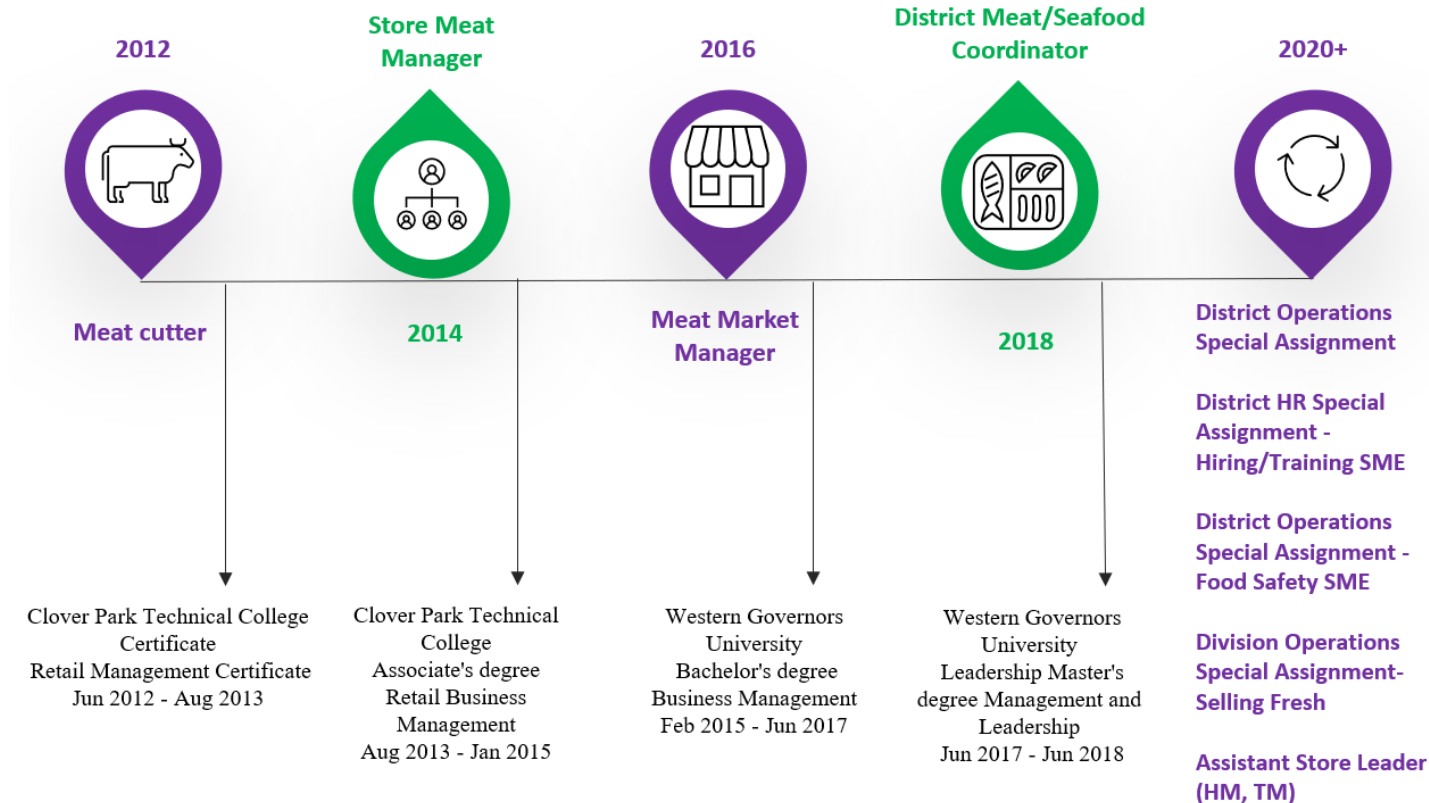 2012
Meat cutter
Store Meat
Manager
2014
2016
Meat Market
Manager
District Meat/Seafood
Coordinator
2018
2020+
District Operations
Special Assignment
District HR Special
Assignment -
Hiring/Training SME
District Operations
Special Assignment -
Food Safety SME
Division Operations
Special Assignment-
Selling Fresh
Assistant Store Leader
(HM, TM)
Clover Park Technical College
Certificate
Retail Management Certificate
Jun 2012 - Aug 2013
Clover Park Technical
College
Associate's degree
Retail Business
Management
Aug 2013 - Jan 2015
Western Governors
University
Bachelor's degree
Business Management
Feb 2015 - Jun 2017
Western Governors
University
Leadership Master's
degree Management and
Leadership
Jun 2017 - Jun 2018